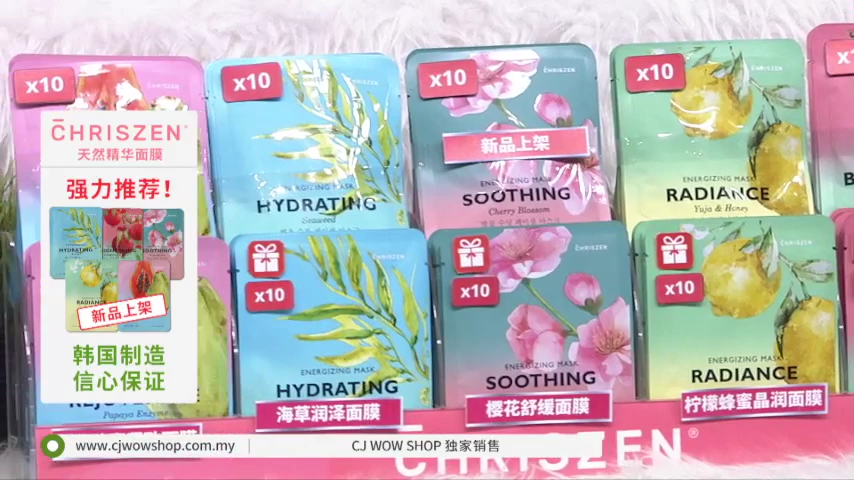 x10
x10
x10
x10
CHRISZEN
CHRISZEN
新品上架
ENERGIZING MASK
HYDRATING
Seaweed
ENERGIZING MASK
SOOTHING
Cherry Blossom
RADIANCE
Yuja & Honey
CHRISZEN®
天然精华面膜
强力推荐！
HYDRATING
SOOTHING
RADIANCE
新品上架
韩国制造
信心保证
x10
x10
x10
CHRISZEN
CHRISZEN
CHRISZEN
ENERGIZING MASK
HYDRATING
海草润泽面膜
ENERGIZING MASK
SOOTHING
樱花舒缓面膜
ENERGIZING MASK
RADIANCE
柠檬蜂蜜晶润面膜
Papaya Enzyme
CHRISZEN®
www.cjwowshop.com.my
CJ WOW SHOP 独家销售